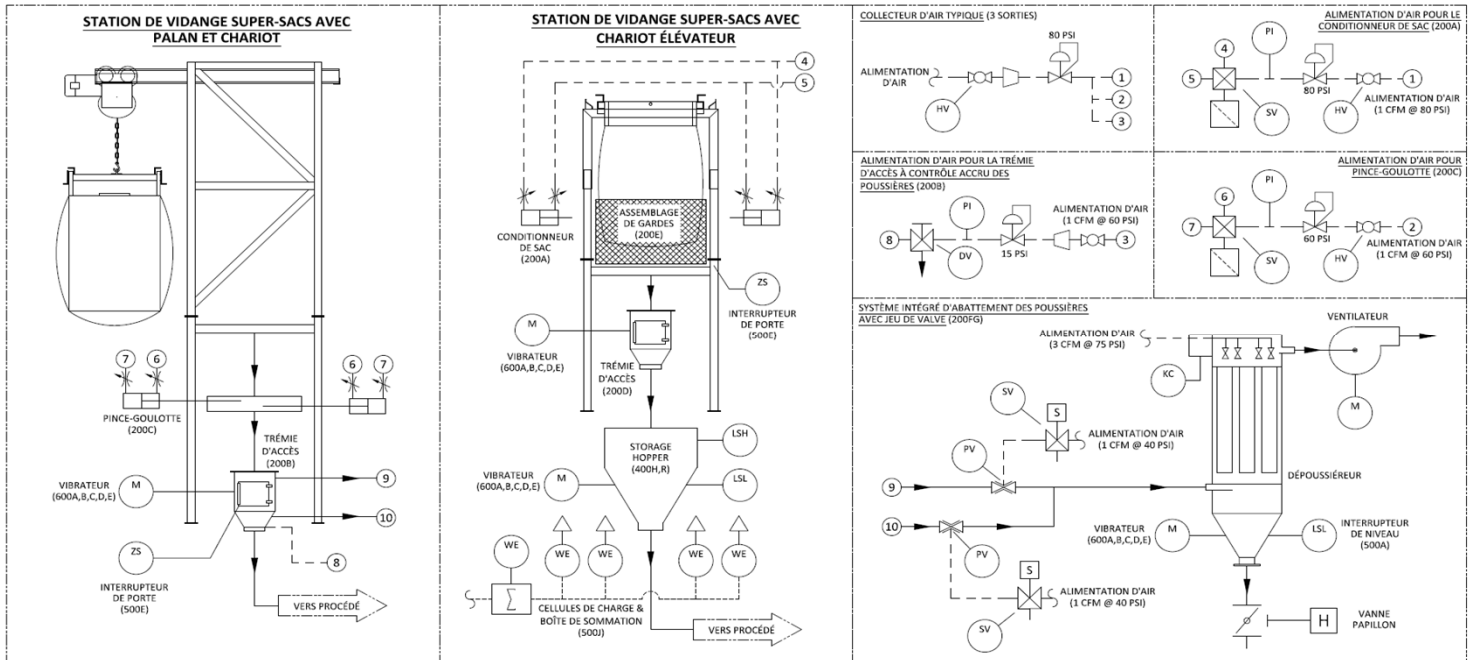 STATION DE VIDANGE SUPER-SACS AVEC
PALAN ET CHARIOT
7
6
6
7
PINCE-GOULOTTE
(200C)
TRÉMIE
D'ACCÈS
(200B)
VIBRATEUR
(600A,B,C,D,E)
M
9
10
ZS
8
INTERRUPTEUR
DE PORTE
(500E)
VERS PROCÉDÉ
STATION DE VIDANGE SUPER-SACS AVEC
CHARIOT ÉLÉVATEUR
4
5
ASSEMBLAGE
DE GARDES
(200E)
CONDITIONNEUR
DE SAC
(200A)
ZS
INTERRUPTEUR
DE PORTE
(500E)
M
VIBRATEUR
(600A,B,C,D,E)
TRÉMIE
D'ACCÈS
(200D)
STORAGE
HOPPER
(400H,R)
LSH
VIBRATEUR
(600A,B,C,D,E)
M
LSL
WE
WE
WE
WE
WE
Σ
CELLULES DE CHARGE &
BOÎTE DE SOMMATION
(500J)
VERS PROCÉDÉ
COLLECTEUR D'AIR TYPIQUE (3 SORTIES)
80 PSI
ALIMENTATION
D'AIR
HV
1
2
3
ALIMENTATION D'AIR POUR LE
CONDITIONNEUR DE SAC (200A)
4
PI
5
1
80 PSI
SV
HV
ALIMENTATION D'AIR
(1 CFM @ 80 PSI)
ALIMENTATION D'AIR POUR LA TRÉMIE
D'ACCÈS À CONTRÔLE ACCRU DES
POUSSIÈRES (200B)
PI
ALIMENTATION D'AIR
(1 CFM @ 60 PSI)
8
3
DV
15 PSI
ALIMENTATION D'AIR POUR
PINCE-GOULOTTE (200C)
6
PI
7
2
60 PSI
SV
HV
ALIMENTATION D'AIR
(1 CFM @ 60 PSI)
SYSTÈME INTÉGRÉ D'ABATTEMENT DES POUSSIÈRES
AVEC JEU DE VALVE (200FG)
VENTILATEUR
ALIMENTATION D'AIR
(3 CFM @ 75 PSI)
KC
M
SV
S
ALIMENTATION D'AIR
(1 CFM @ 40 PSI)
PV
9
DÉPOUSSIÉREUR
10
PV
VIBRATEUR
(600A,B,C,D,E)
M
LSL
INTERRUPTEUR
DE NIVEAU
(500A)
S
ALIMENTATION D'AIR
(1 CFM @ 40 PSI)
SV
H
VANNE
PAPILLON